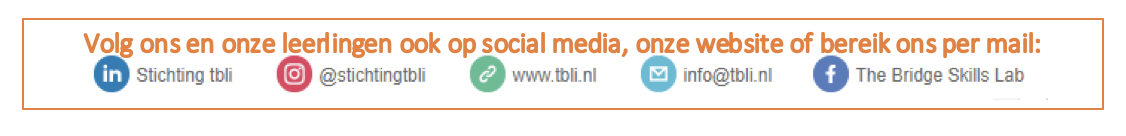 Volg ons en onze leerlingen ook op social media, onze website of bereik ons per mail:
in Stichting tbli @stichtingtbli www.tbli.nl info@tbli.nl f The Bridge Skills Lab